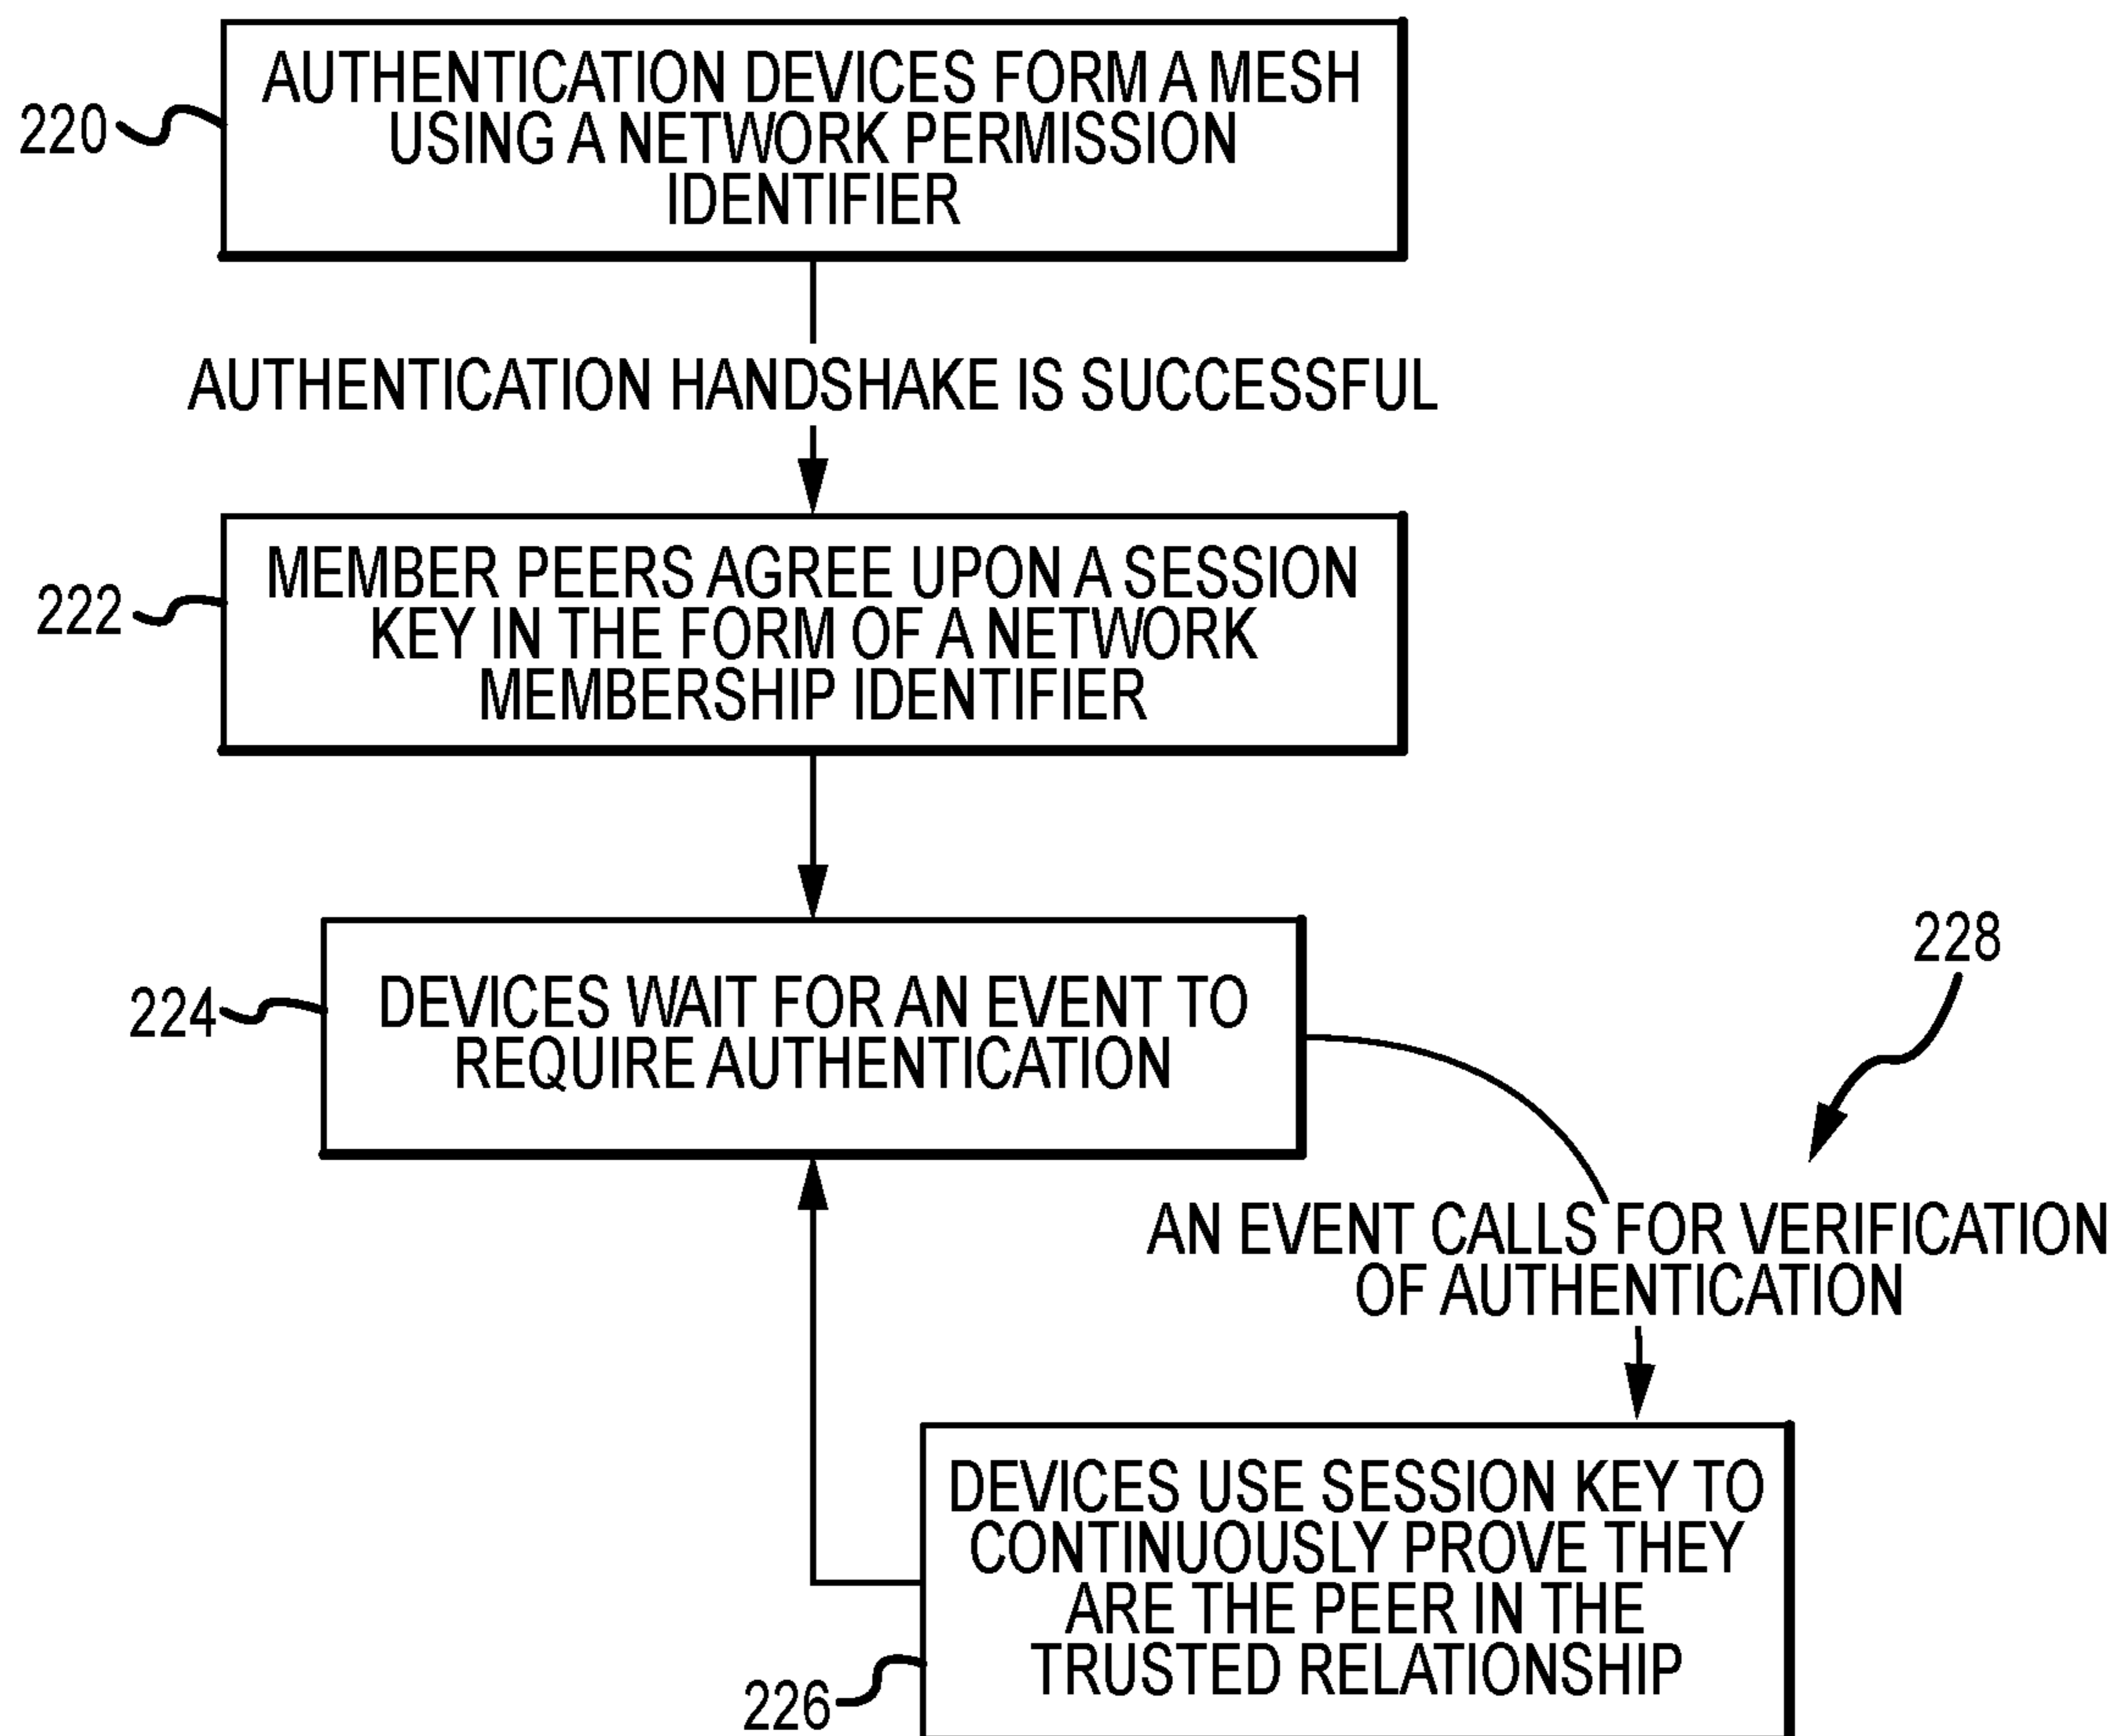 220
AUTHENTICATION DEVICES FORM A MESH
USING A NETWORK PERMISSION
IDENTIFIER
AUTHENTICATION HANDSHAKE IS SUCCESSFUL
222
MEMBER PEERS AGREE UPON A SESSION
KEY IN THE FORM OF A NETWORK
MEMBERSHIP IDENTIFIER
224
DEVICES WAIT FOR AN EVENT TO
REQUIRE AUTHENTICATION
228
AN EVENT CALLS FOR VERIFICATION
OF AUTHENTICATION
DEVICES USE SESSION KEY TO
CONTINUOUSLY PROVE THEY
ARE THE PEER IN THE
TRUSTED RELATIONSHIP
226